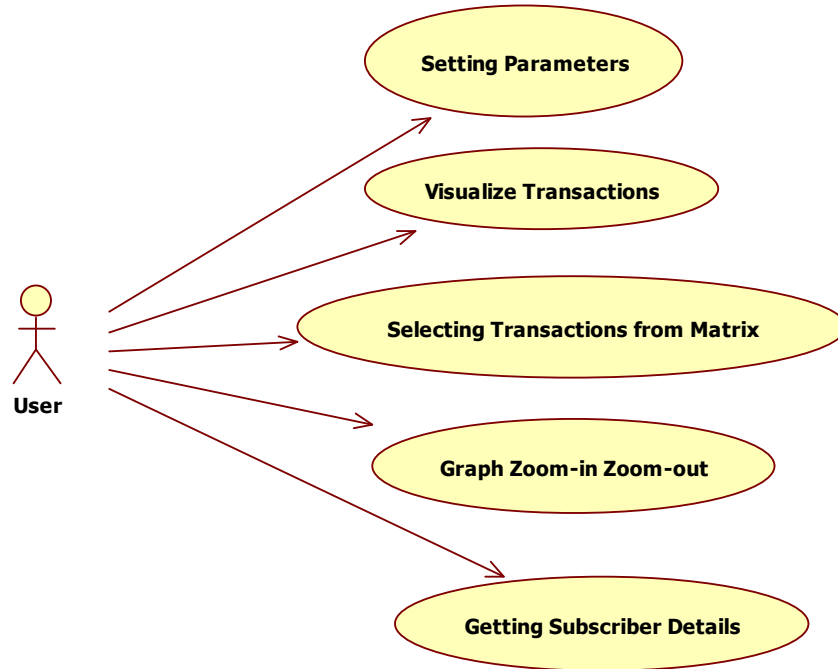 Setting Parameters
Visualize Transactions
Selecting Transactions from Matrix
User
Graph Zoom-in Zoom-out
Getting Subscriber Details